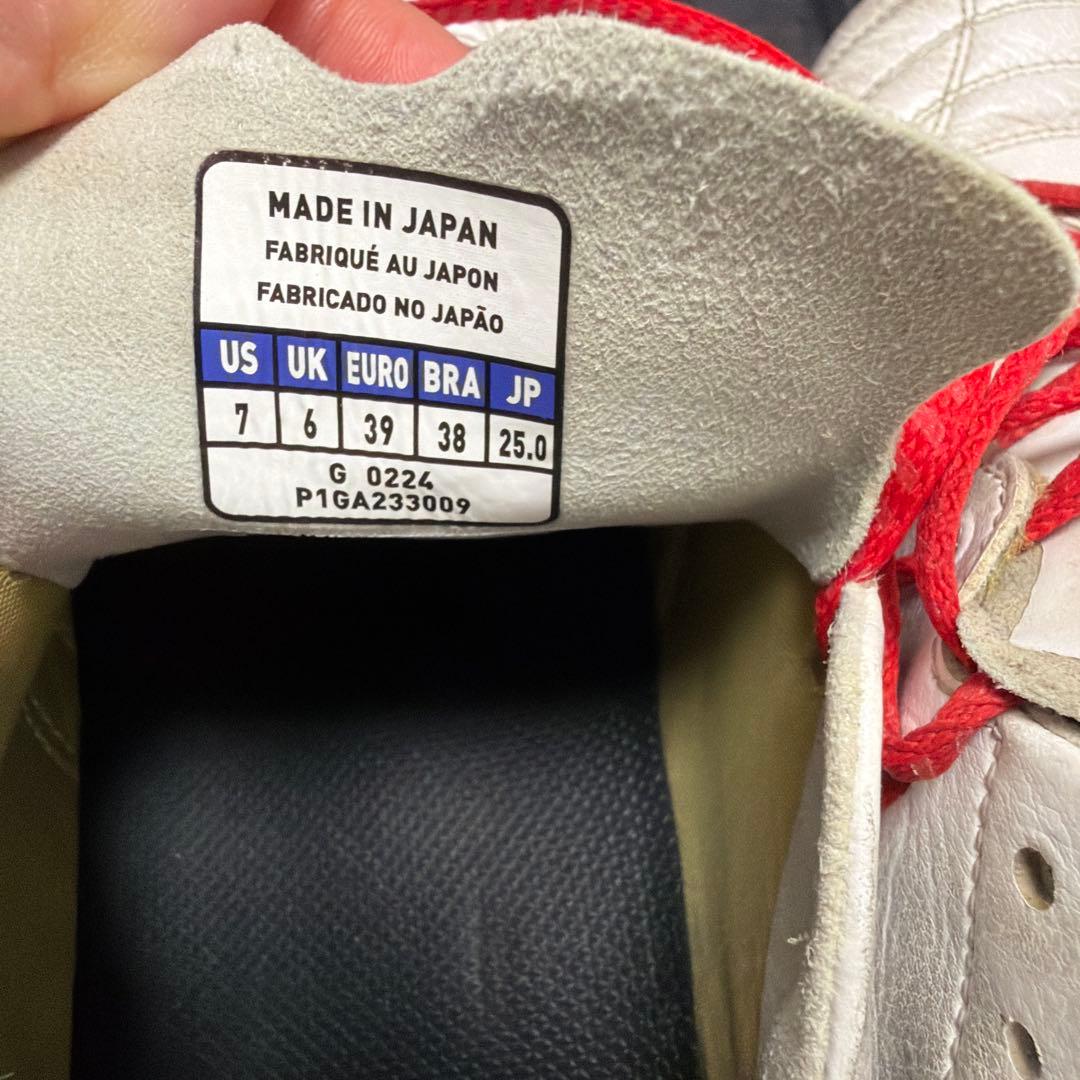 MADE IN JAPAN
FABRIQUÉ AU JAPON
FABRICADO NO JAPÃO
US UK EURO BRA JP
7 6 39 38 25.0
G 0224
P1GA233009